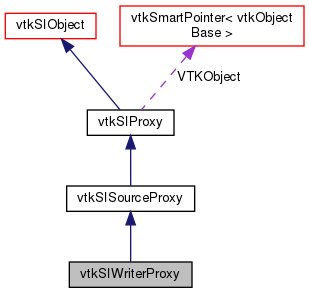 vtkSIObject
vtkSmartPointer< vtkObject
Base >
VTKObject
vtkSIProxy
vtkSISourceProxy
vtkSIWriterProxy